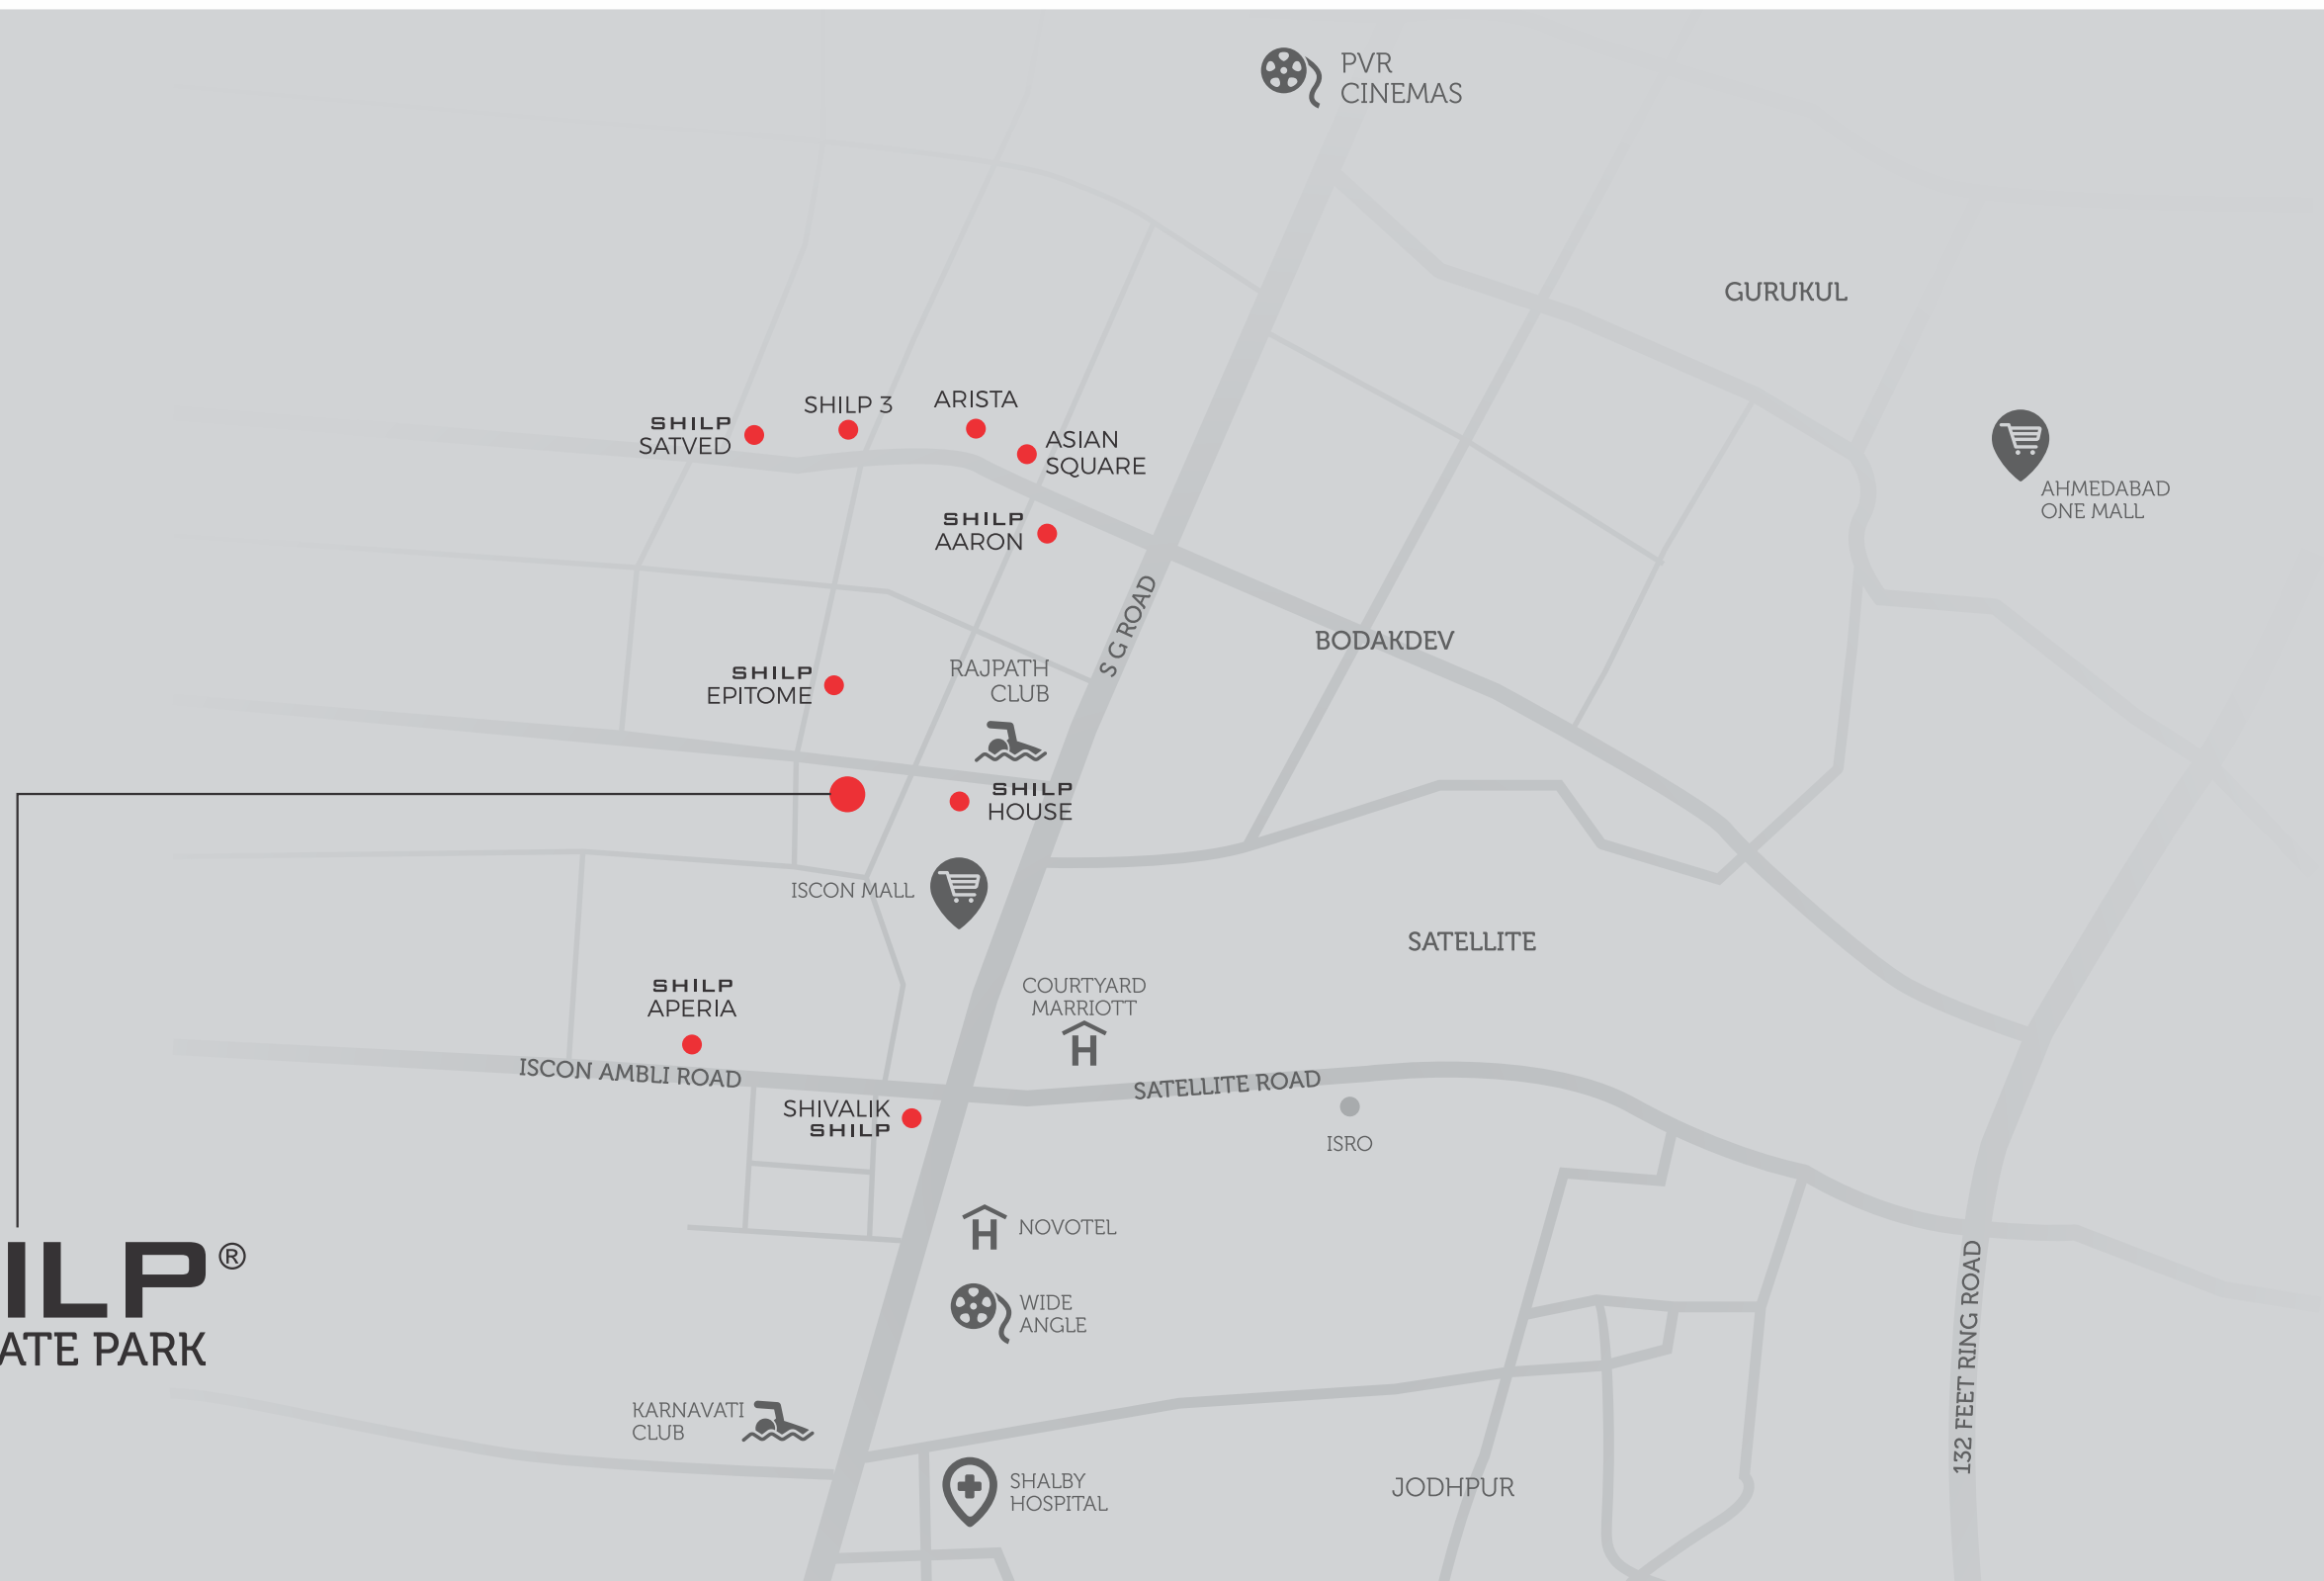 PVR
CINEMAS
GURUKUL
SHILP 3
ARISTA
SHILP
SATVED
ASIAN
SQUARE
AHMEDABAD
ONE MALL
SHILP
AARON
S G ROAD
BODAKDEV
RAJPATH
CLUB
SHILP
EPITOME
SHILP
HOUSE
ISCON MALL
SATELLITE
SHILP
APERIA
COURTYARD
MARRIOTT
H
ISCON AMBLI ROAD
SATELLITE ROAD
SHIVALIK
SHILP
ISRO
H
NOVOTEL
ILP®
ATE PARK
WIDE
ANGLE
132 FEET RING ROAD
KARNAVATI
CLUB
SHALBY
HOSPITAL
JODHPUR